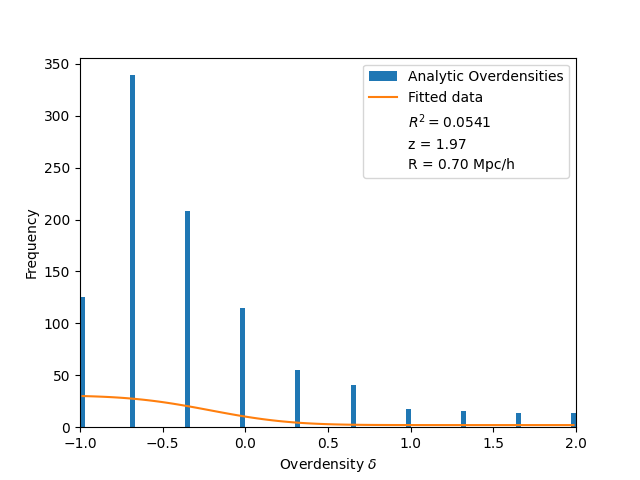 Analytic Overdensities
Fitted data
R² = 0.0541
z = 1.97
R = 0.70 Mpc/h
Frequency
350
300
250
200
150
100
50
0
−1.0 −0.5 0.0 0.5 1.0 1.5 2.0
Overdensity δ